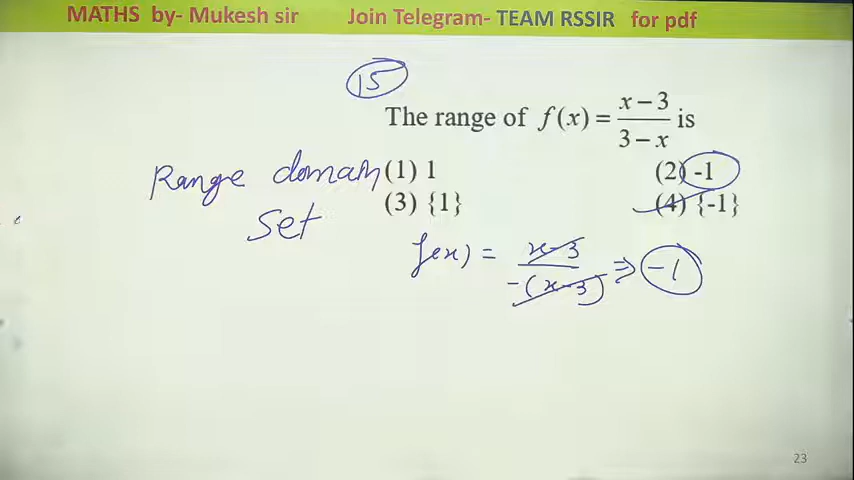 MATHS by- Mukesh sir Join Telegram- TEAM RSSIR for pdf
15
The range of f(x) = x − 3 / 3 − x is
Range domain (1) 1 (2) -1
set (3) {1} (4) {-1}
f(x) = x-3 / -(x-3) ⇒ -1
23